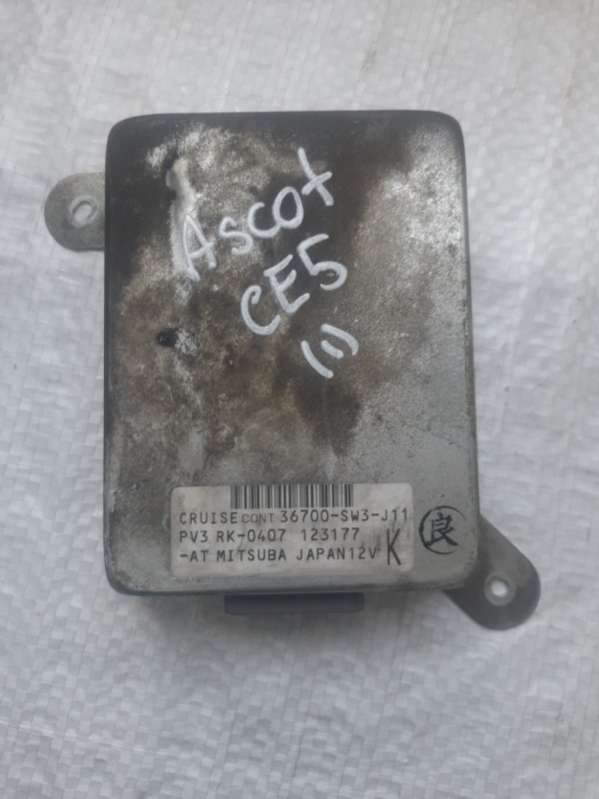 Ascot
CE5
(1)
CRUISE CONT 36700-SW3-J11
PV3 RK-0407 123177
-AT MITSUBA JAPAN 12V K
良